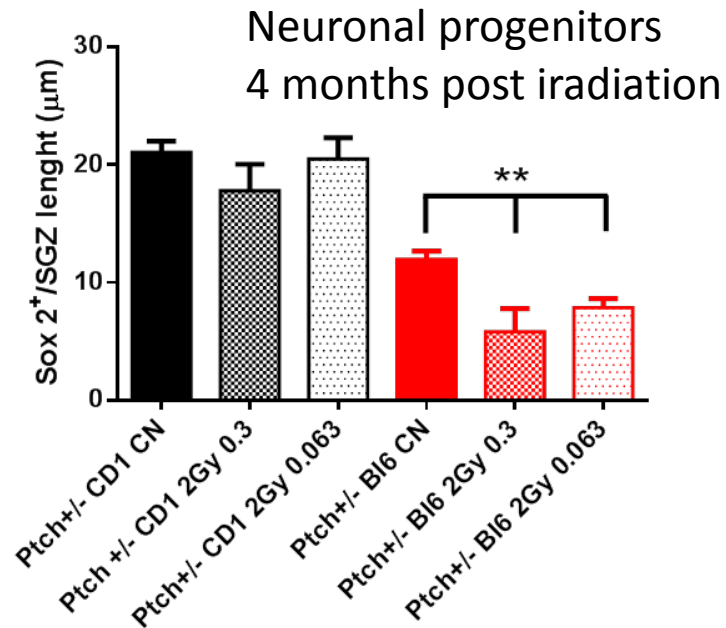 Neuronal progenitors
4 months post iradiation
Sox 2+/SGZ lenght (µm)
30
20
10
0
**
Ptch+/- CD1 CN
Ptch +/- CD1 2Gy 0.3
Ptch+/- CD1 2Gy 0.063
Ptch+/- Bl6 CN
Ptch+/- Bl6 2Gy 0.3
Ptch+/- Bl6 2Gy 0.063